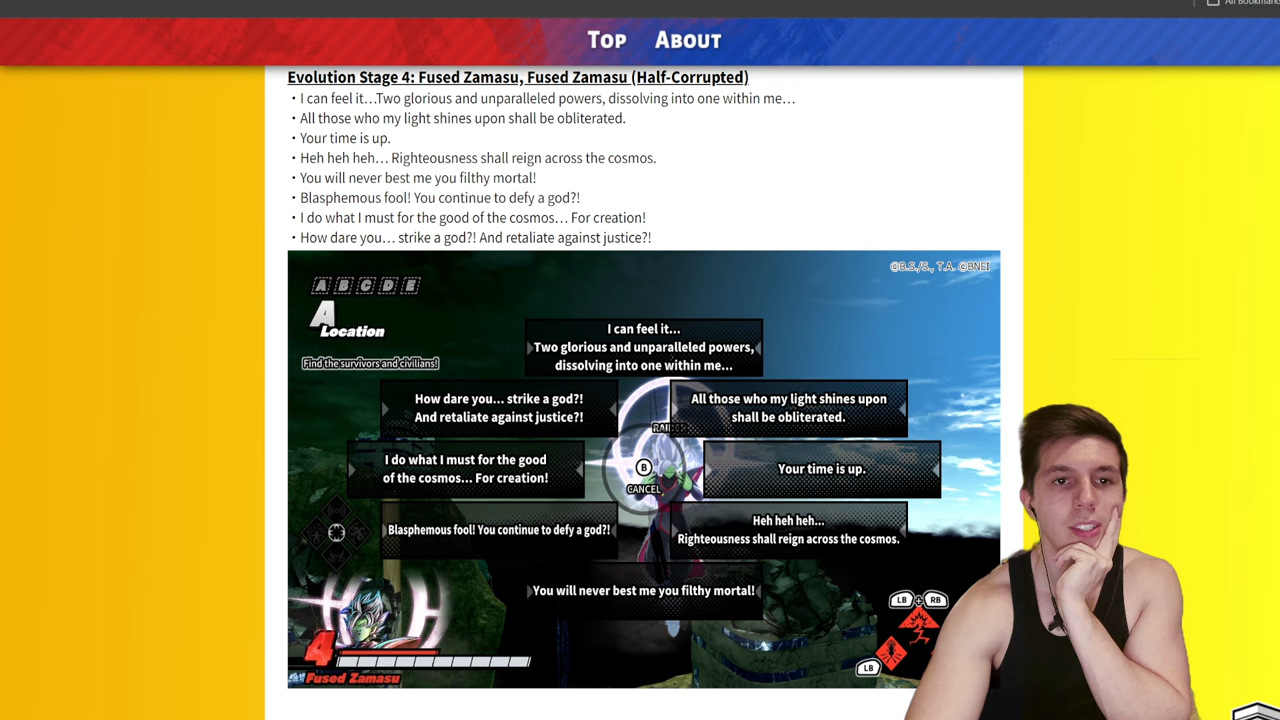 All Bookmarks
TOP ABOUT
Evolution Stage 4: Fused Zamasu, Fused Zamasu (Half-Corrupted)
・I can feel it…Two glorious and unparalleled powers, dissolving into one within me…
・All those who my light shines upon shall be obliterated.
・Your time is up.
・Heh heh heh… Righteousness shall reign across the cosmos.
・You will never best me you filthy mortal!
・Blasphemous fool! You continue to defy a god?!
・I do what I must for the good of the cosmos… For creation!
・How dare you… strike a god?! And retaliate against justice?!
©B.S./S., T.A. ©BNEI
A B C D E
A
Location
Find the survivors and civilians!
I can feel it...
Two glorious and unparalleled powers,
dissolving into one within me...
How dare you... strike a god?!
And retaliate against justice?!
All those who my light shines upon
shall be obliterated.
RAIDER
I do what I must for the good
of the cosmos... For creation!
B
CANCEL
Your time is up.
Blasphemous fool! You continue to defy a god?!
Heh heh heh...
Righteousness shall reign across the cosmos.
You will never best me you filthy mortal!
LB + RB
LB
4
Fused Zamasu